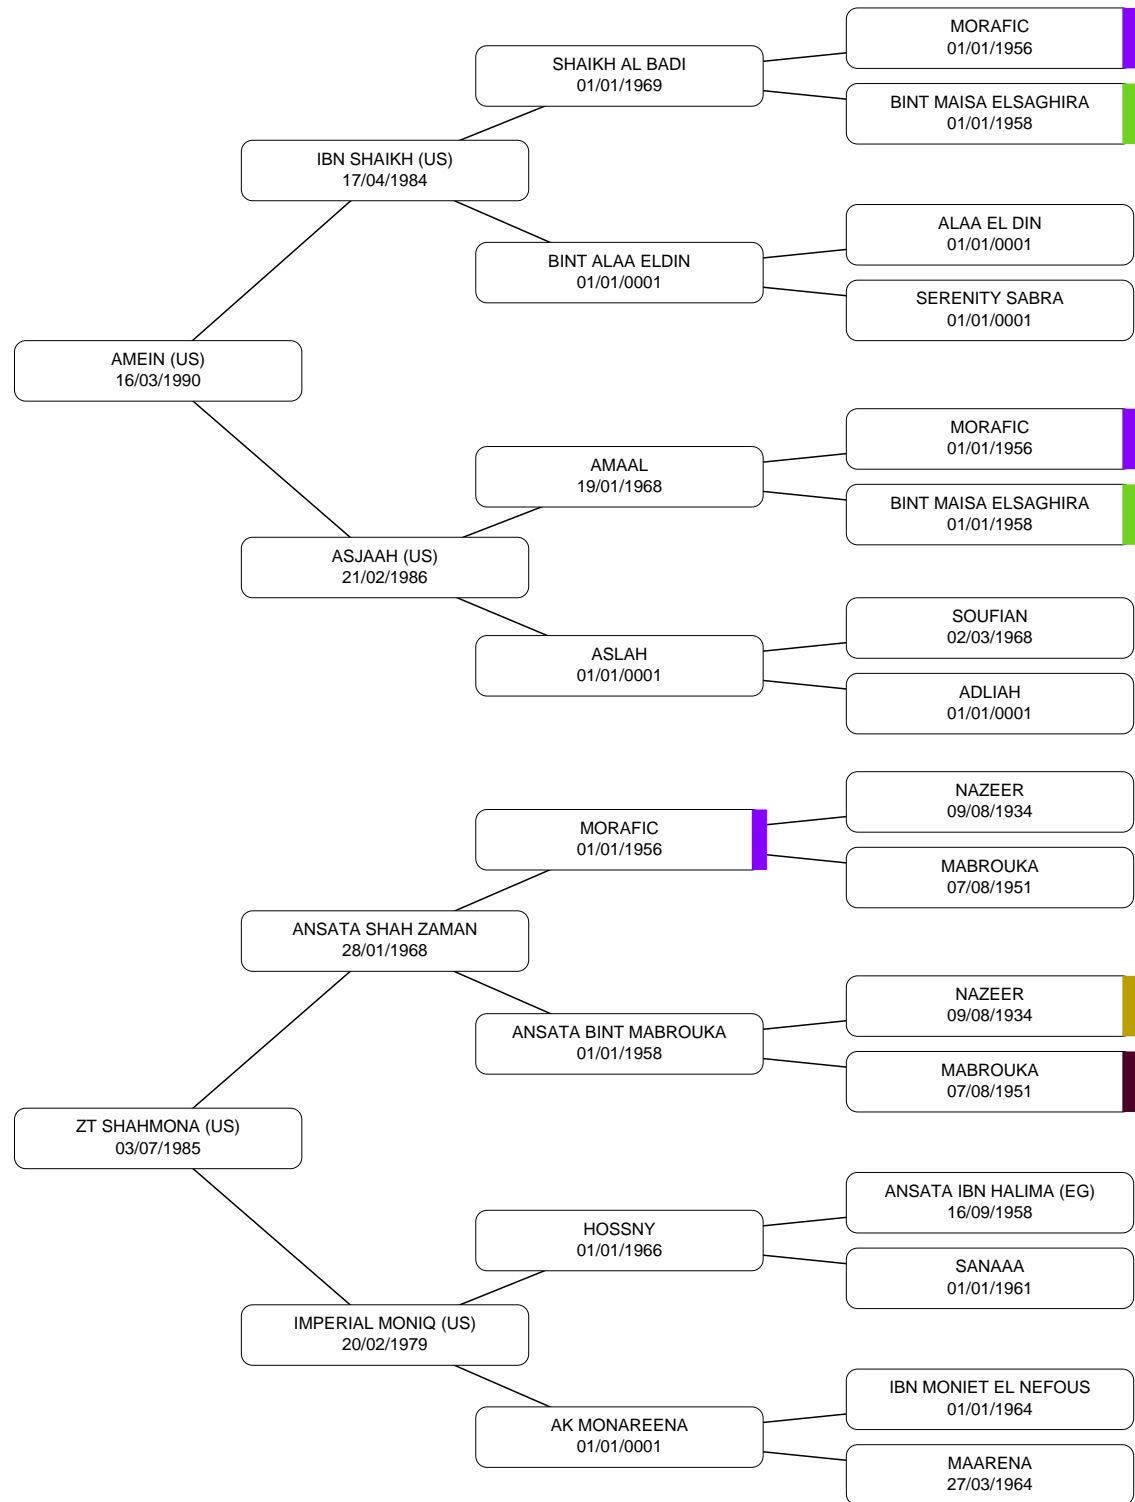 MORAFIC
01/01/1956
SHAIKH AL BADI
01/01/1969
BINT MAISA ELSAGHIRA
01/01/1958
IBN SHAIKH (US)
17/04/1984
ALAA EL DIN
01/01/0001
BINT ALAA ELDIN
01/01/0001
SERENITY SABRA
01/01/0001
AMEIN (US)
16/03/1990
MORAFIC
01/01/1956
AMAAL
19/01/1968
BINT MAISA ELSAGHIRA
01/01/1958
ASJAAH (US)
21/02/1986
SOUFIAN
02/03/1968
ASLAH
01/01/0001
ADLIAH
01/01/0001
NAZEER
09/08/1934
MORAFIC
01/01/1956
MABROUKA
07/08/1951
ANSATA SHAH ZAMAN
28/01/1968
NAZEER
09/08/1934
ANSATA BINT MABROUKA
01/01/1958
MABROUKA
07/08/1951
ZT SHAHMONA (US)
03/07/1985
ANSATA IBN HALIMA (EG)
16/09/1958
HOSSNY
01/01/1966
SANAAA
01/01/1961
IMPERIAL MONIQ (US)
20/02/1979
IBN MONIET EL NEFOUS
01/01/1964
AK MONAREENA
01/01/0001
MAARENA
27/03/1964